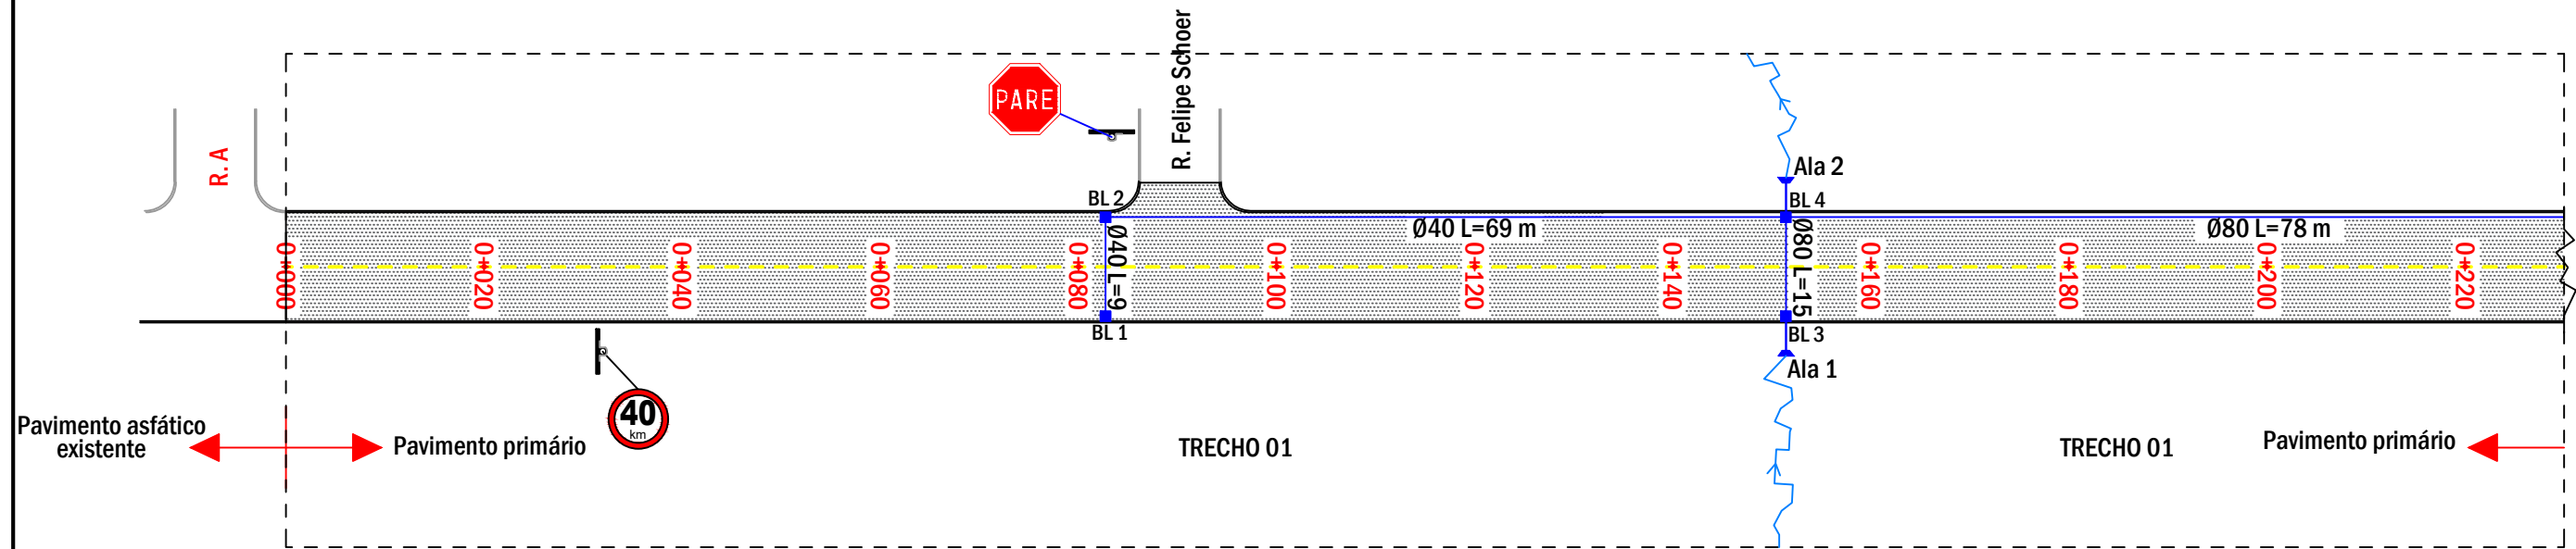 R. Felipe Schoer
PARE
R. A
Ala 2
BL 2
BL 4
Ø40 L=69 m
Ø80 L=78 m
0+000
0+020
0+040
0+060
0+080
Ø40 L=9
0+100
0+120
0+140
Ø80 L=15
0+160
0+180
0+200
0+220
BL 1
BL 3
Ala 1
40
km
Pavimento asfático
existente
Pavimento primário
TRECHO 01
TRECHO 01
Pavimento primário